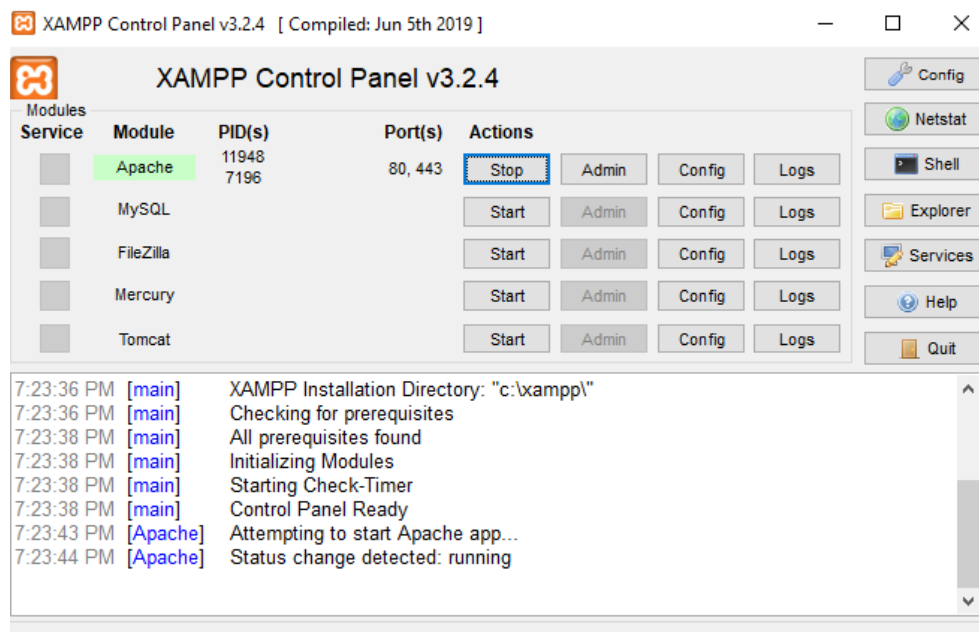 XAMPP Control Panel v3.2.4 [ Compiled: Jun 5th 2019 ]
XAMPP Control Panel v3.2.4
Config
Modules
Service Module PID(s) Port(s) Actions
Netstat
Apache 11948 7196 80, 443 Stop Admin Config Logs
Shell
MySQL Start Admin Config Logs
Explorer
FileZilla Start Admin Config Logs
Services
Mercury Start Admin Config Logs
Help
Tomcat Start Admin Config Logs
Quit
7:23:36 PM [main] XAMPP Installation Directory: "c:\xampp\"
7:23:36 PM [main] Checking for prerequisites
7:23:38 PM [main] All prerequisites found
7:23:38 PM [main] Initializing Modules
7:23:38 PM [main] Starting Check-Timer
7:23:38 PM [main] Control Panel Ready
7:23:43 PM [Apache] Attempting to start Apache app...
7:23:44 PM [Apache] Status change detected: running